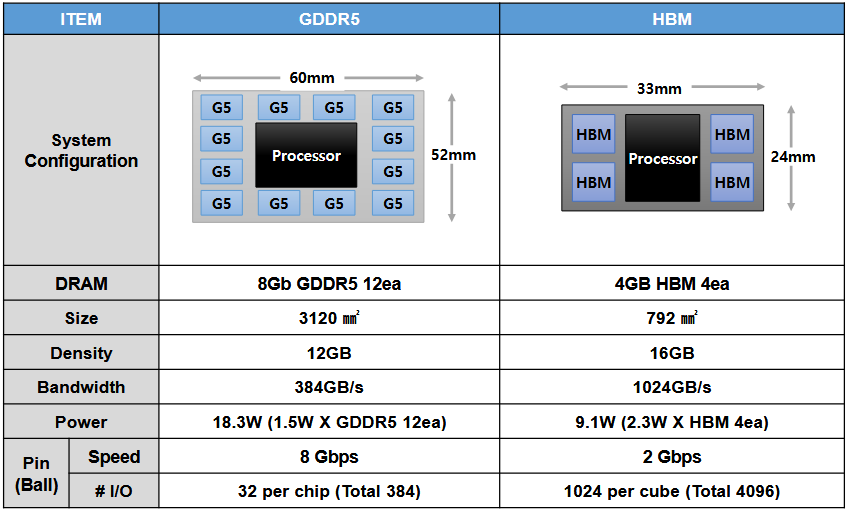 ITEM GDDR5 HBM
System
Configuration
60mm
G5 G5 G5 G5
G5 G5
Processor
G5 G5
G5 G5 G5 G5
52mm
33mm
HBM HBM
Processor
HBM HBM
24mm
DRAM 8Gb GDDR5 12ea 4GB HBM 4ea
Size 3120 ㎟ 792 ㎟
Density 12GB 16GB
Bandwidth 384GB/s 1024GB/s
Power 18.3W (1.5W X GDDR5 12ea) 9.1W (2.3W X HBM 4ea)
Pin
(Ball)
Speed 8 Gbps 2 Gbps
# I/O 32 per chip (Total 384) 1024 per cube (Total 4096)